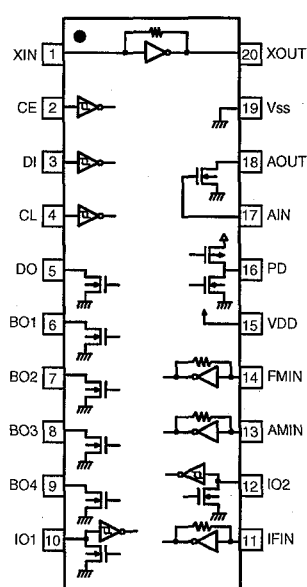 XIN 1 20 XOUT
CE 2 19 Vss
DI 3 18 AOUT
CL 4 17 AIN
DO 5 16 PD
BO1 6 15 VDD
BO2 7 14 FMIN
BO3 8 13 AMIN
BO4 9 12 IO2
IO1 10 11 IFIN